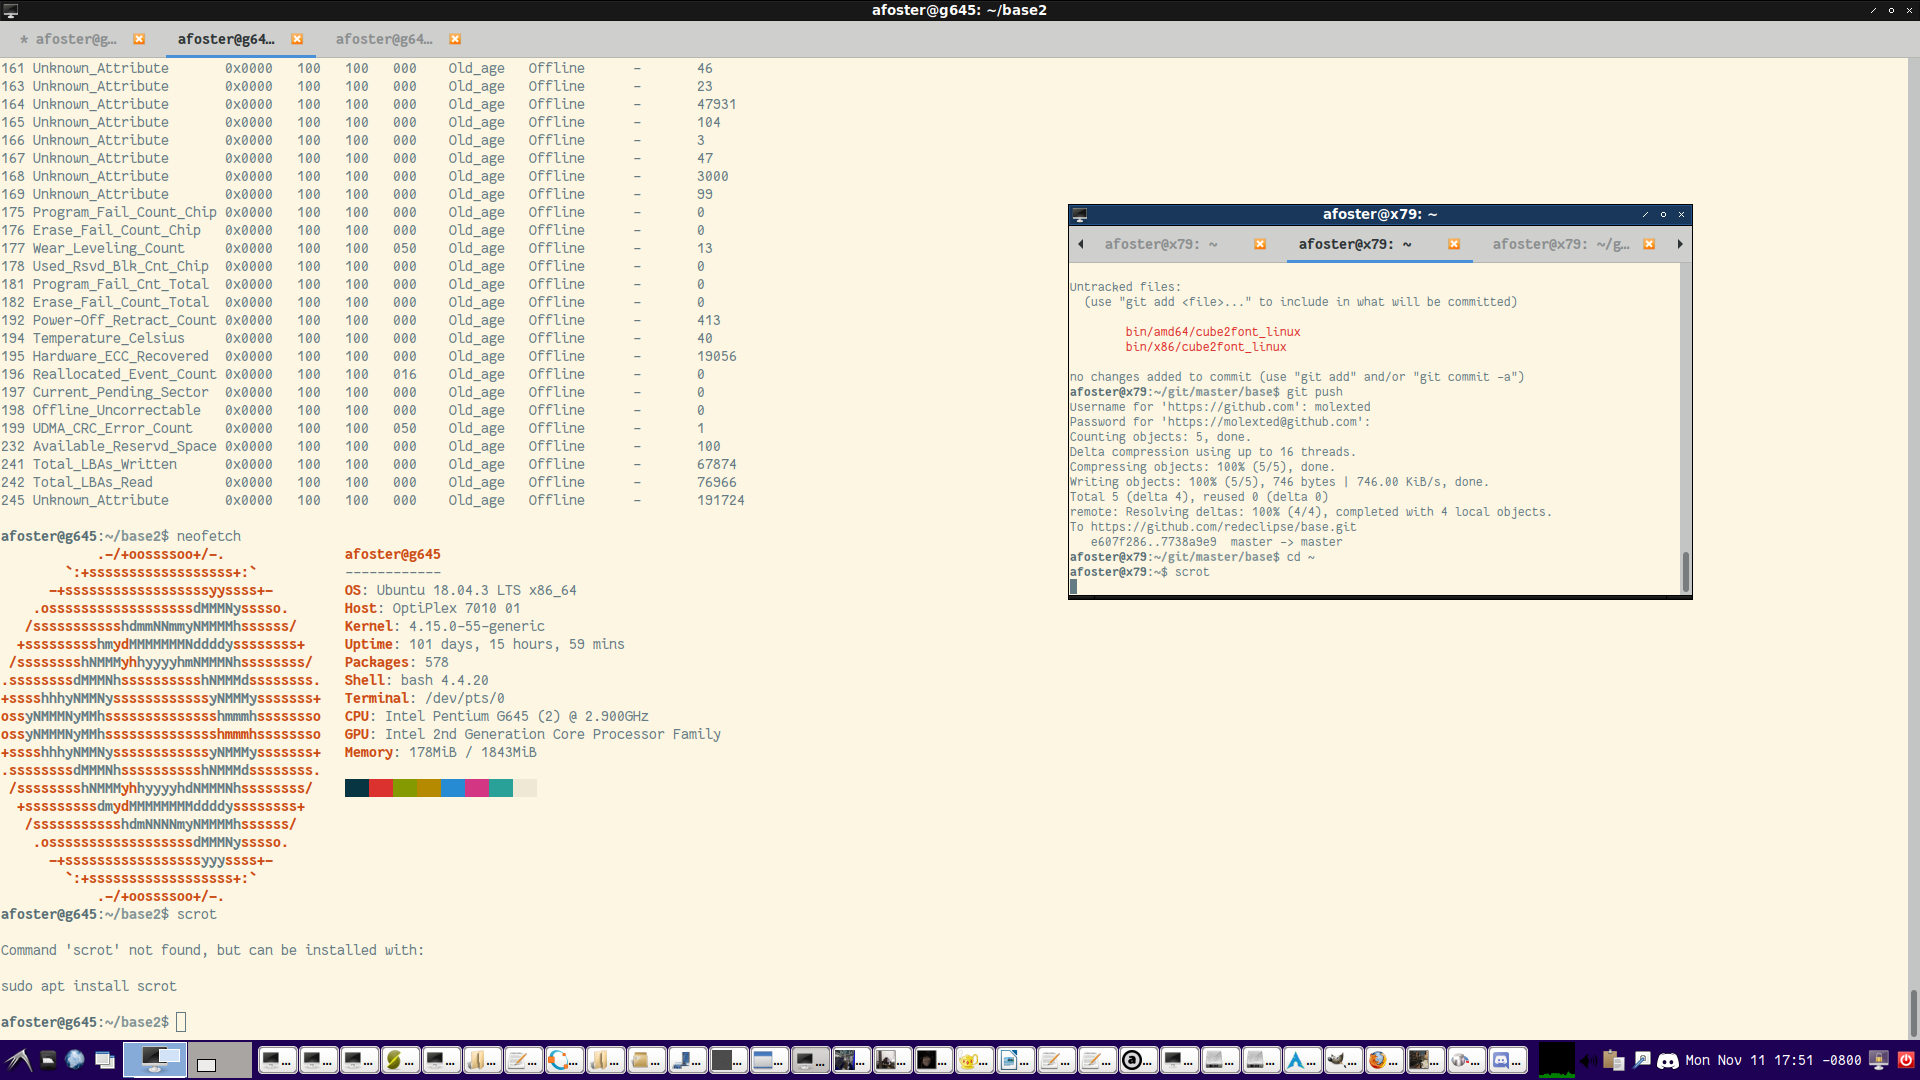 afoster@g645: ~/base2
* afoster@g… afoster@g64… afoster@g64…
161 Unknown_Attribute 0x0000 100 100 000 Old_age Offline - 46
163 Unknown_Attribute 0x0000 100 100 000 Old_age Offline - 23
164 Unknown_Attribute 0x0000 100 100 000 Old_age Offline - 47931
165 Unknown_Attribute 0x0000 100 100 000 Old_age Offline - 104
166 Unknown_Attribute 0x0000 100 100 000 Old_age Offline - 3
167 Unknown_Attribute 0x0000 100 100 000 Old_age Offline - 47
168 Unknown_Attribute 0x0000 100 100 000 Old_age Offline - 3000
169 Unknown_Attribute 0x0000 100 100 000 Old_age Offline - 99
175 Program_Fail_Count_Chip 0x0000 100 100 000 Old_age Offline - 0
176 Erase_Fail_Count_Chip 0x0000 100 100 000 Old_age Offline - 0
177 Wear_Leveling_Count 0x0000 100 100 050 Old_age Offline - 13
178 Used_Rsvd_Blk_Cnt_Chip 0x0000 100 100 000 Old_age Offline - 0
181 Program_Fail_Cnt_Total 0x0000 100 100 000 Old_age Offline - 0
182 Erase_Fail_Count_Total 0x0000 100 100 000 Old_age Offline - 0
192 Power-Off_Retract_Count 0x0000 100 100 000 Old_age Offline - 413
194 Temperature_Celsius 0x0000 100 100 000 Old_age Offline - 40
195 Hardware_ECC_Recovered 0x0000 100 100 000 Old_age Offline - 19056
196 Reallocated_Event_Count 0x0000 100 100 016 Old_age Offline - 0
197 Current_Pending_Sector 0x0000 100 100 000 Old_age Offline - 0
198 Offline_Uncorrectable 0x0000 100 100 000 Old_age Offline - 0
199 UDMA_CRC_Error_Count 0x0000 100 100 050 Old_age Offline - 1
232 Available_Reservd_Space 0x0000 100 100 000 Old_age Offline - 100
241 Total_LBAs_Written 0x0000 100 100 000 Old_age Offline - 67874
242 Total_LBAs_Read 0x0000 100 100 000 Old_age Offline - 76966
245 Unknown_Attribute 0x0000 100 100 000 Old_age Offline - 191724
afoster@g645:~/base2$ neofetch
afoster@g645
------------
OS: Ubuntu 18.04.3 LTS x86_64
Host: OptiPlex 7010 01
Kernel: 4.15.0-55-generic
Uptime: 101 days, 15 hours, 59 mins
Packages: 578
Shell: bash 4.4.20
Terminal: /dev/pts/0
CPU: Intel Pentium G645 (2) @ 2.900GHz
GPU: Intel 2nd Generation Core Processor Family
Memory: 178MiB / 1843MiB
afoster@g645:~/base2$ scrot
Command 'scrot' not found, but can be installed with:
sudo apt install scrot
afoster@g645:~/base2$
afoster@x79: ~
afoster@x79: ~ afoster@x79: ~ afoster@x79: ~/g…
Untracked files:
(use "git add <file>..." to include in what will be committed)
bin/amd64/cube2font_linux
bin/x86/cube2font_linux
no changes added to commit (use "git add" and/or "git commit -a")
afoster@x79:~/git/master/base$ git push
Username for 'https://github.com': molexted
Password for 'https://molexted@github.com':
Counting objects: 5, done.
Delta compression using up to 16 threads.
Compressing objects: 100% (5/5), done.
Writing objects: 100% (5/5), 746 bytes | 746.00 KiB/s, done.
Total 5 (delta 4), reused 0 (delta 0)
remote: Resolving deltas: 100% (4/4), completed with 4 local objects.
To https://github.com/redeclipse/base.git
e607f286..7738a9e9 master -> master
afoster@x79:~/git/master/base$ cd ~
afoster@x79:~$ scrot
Mon Nov 11 17:51 -0800